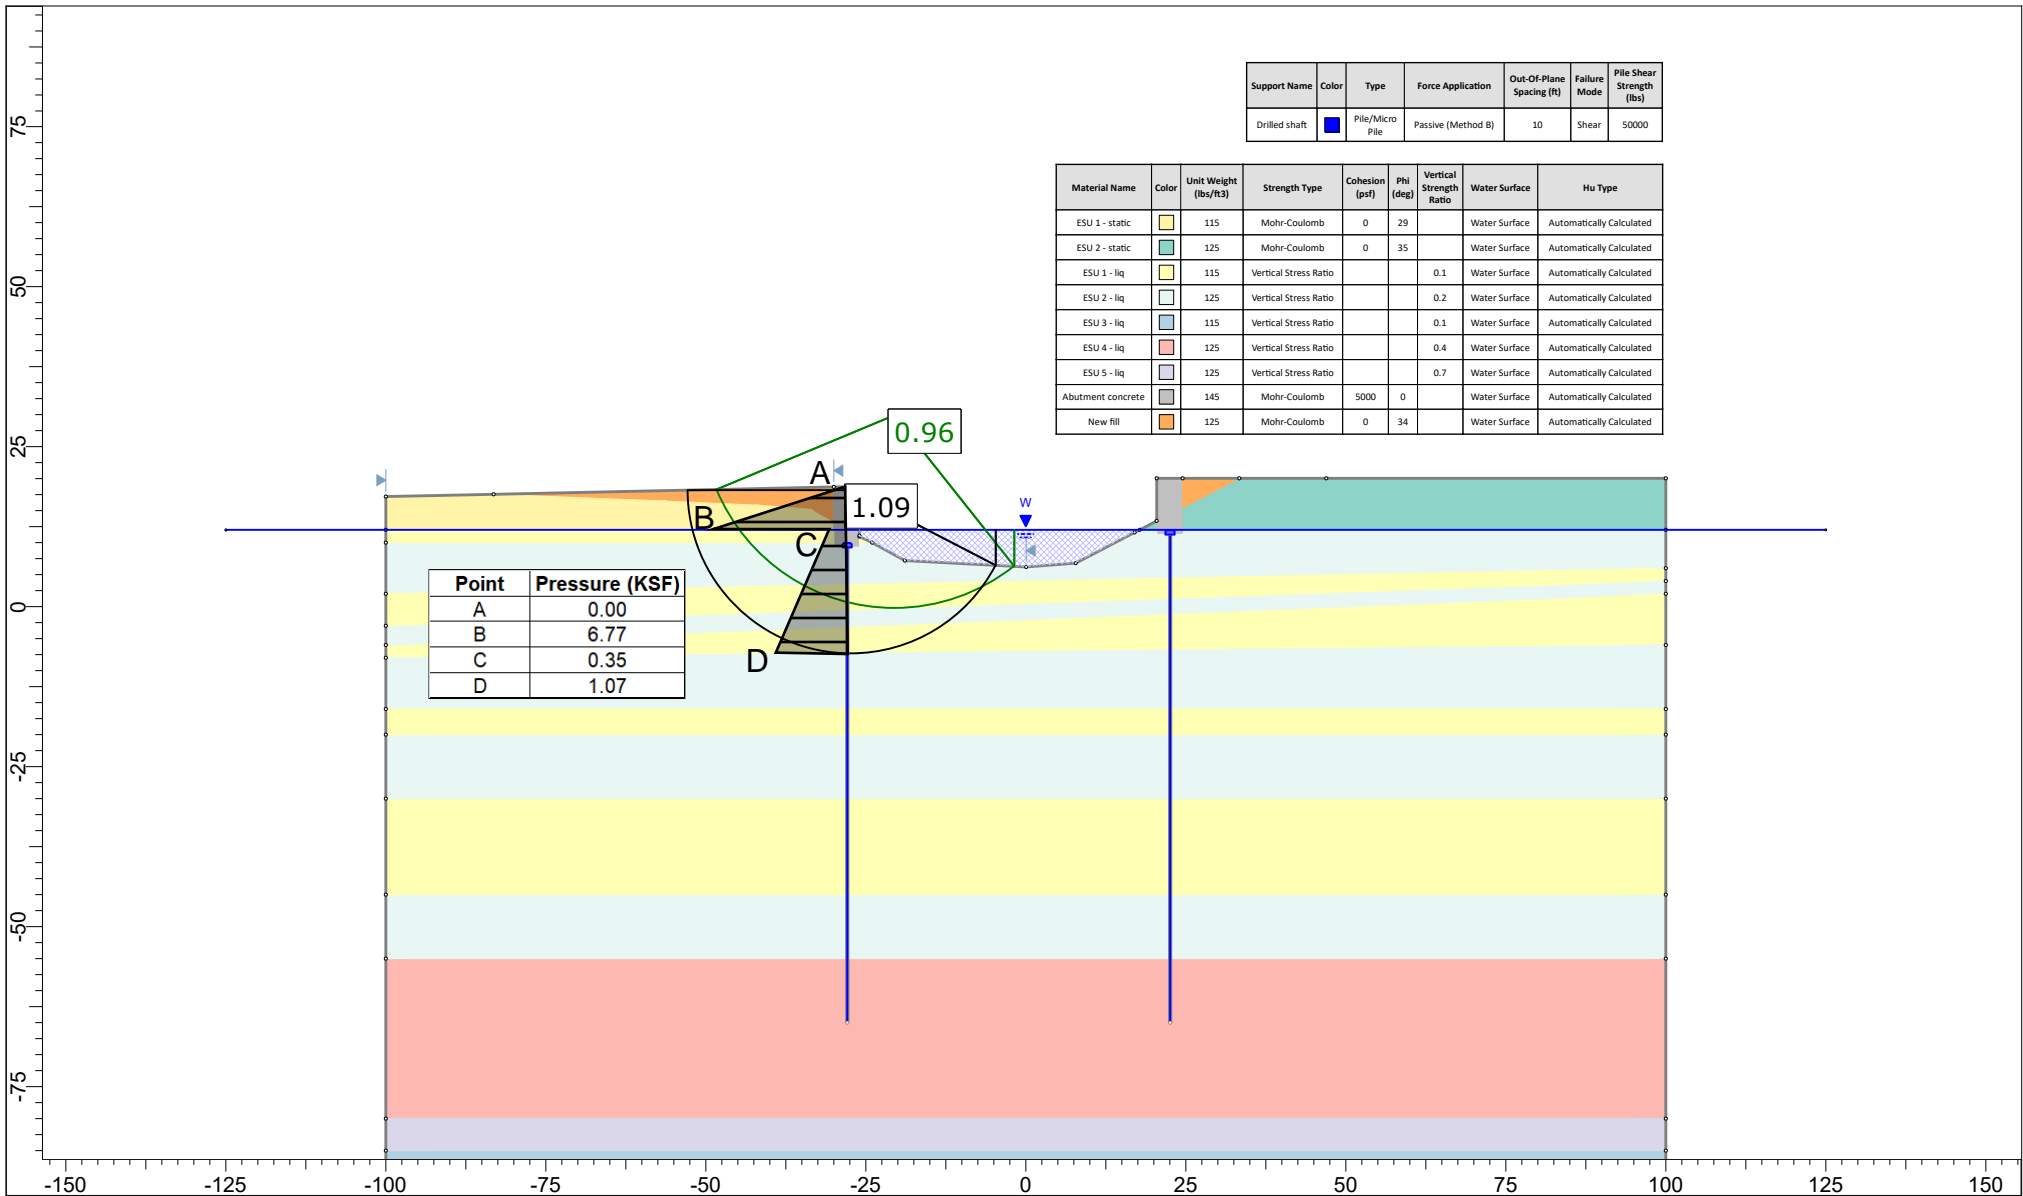 Support Name Color Type Force Application Out-Of-Plane Spacing (ft) Failure Mode Pile Shear Strength (lbs)
Drilled shaft Pile/Micro Pile Passive (Method B) 10 Shear 50000
Material Name Color Unit Weight (lbs/ft3) Strength Type Cohesion (psf) Phi (deg) Vertical Strength Ratio Water Surface Hu Type
ESU 1 - static 115 Mohr-Coulomb 0 29 Water Surface Automatically Calculated
ESU 2 - static 125 Mohr-Coulomb 0 35 Water Surface Automatically Calculated
ESU 1 - liq 115 Vertical Stress Ratio 0.1 Water Surface Automatically Calculated
ESU 2 - liq 125 Vertical Stress Ratio 0.2 Water Surface Automatically Calculated
ESU 3 - liq 115 Vertical Stress Ratio 0.1 Water Surface Automatically Calculated
ESU 4 - liq 125 Vertical Stress Ratio 0.4 Water Surface Automatically Calculated
ESU 5 - liq 125 Vertical Stress Ratio 0.7 Water Surface Automatically Calculated
Abutment concrete 145 Mohr-Coulomb 5000 0 Water Surface Automatically Calculated
New fill 125 Mohr-Coulomb 0 34 Water Surface Automatically Calculated
0.96
A
1.09
W
B
C
D
Point Pressure (KSF)
A 0.00
B 6.77
C 0.35
D 1.07
75
50
25
0
-25
-50
-75
-150 -125 -100 -75 -50 -25 0 25 50 75 100 125 150